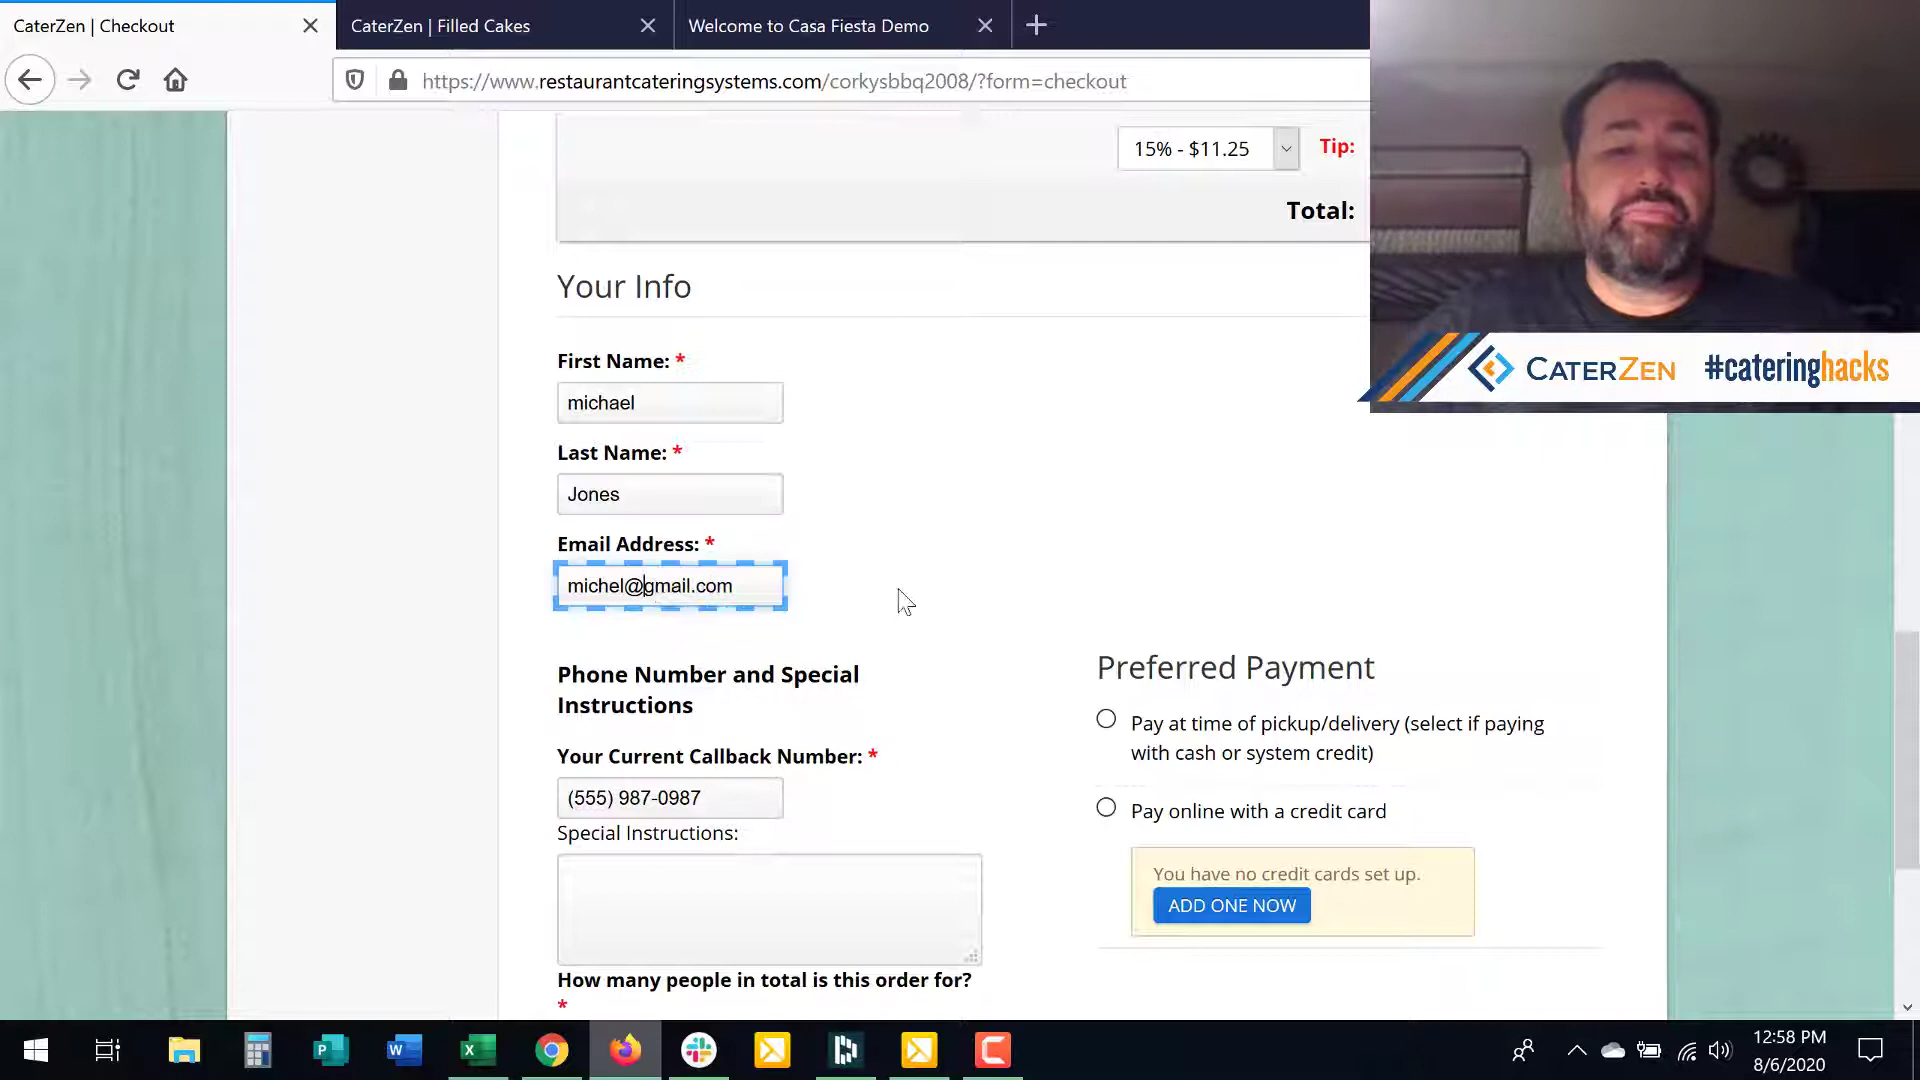 CaterZen | Checkout
CaterZen | Filled Cakes
Welcome to Casa Fiesta Demo
https://www.restaurantcateringsystems.com/corkysbbq2008/?form=checkout
15% - $11.25
Tip:
Total:
Your Info
First Name: *
michael
Last Name: *
Jones
Email Address: *
michel@gmail.com
Phone Number and Special
Instructions
Your Current Callback Number: *
(555) 987-0987
Special Instructions:
How many people in total is this order for?
*
Preferred Payment
Pay at time of pickup/delivery (select if paying
with cash or system credit)
Pay online with a credit card
You have no credit cards set up.
ADD ONE NOW
CATERZEN #cateringhacks
12:58 PM
8/6/2020